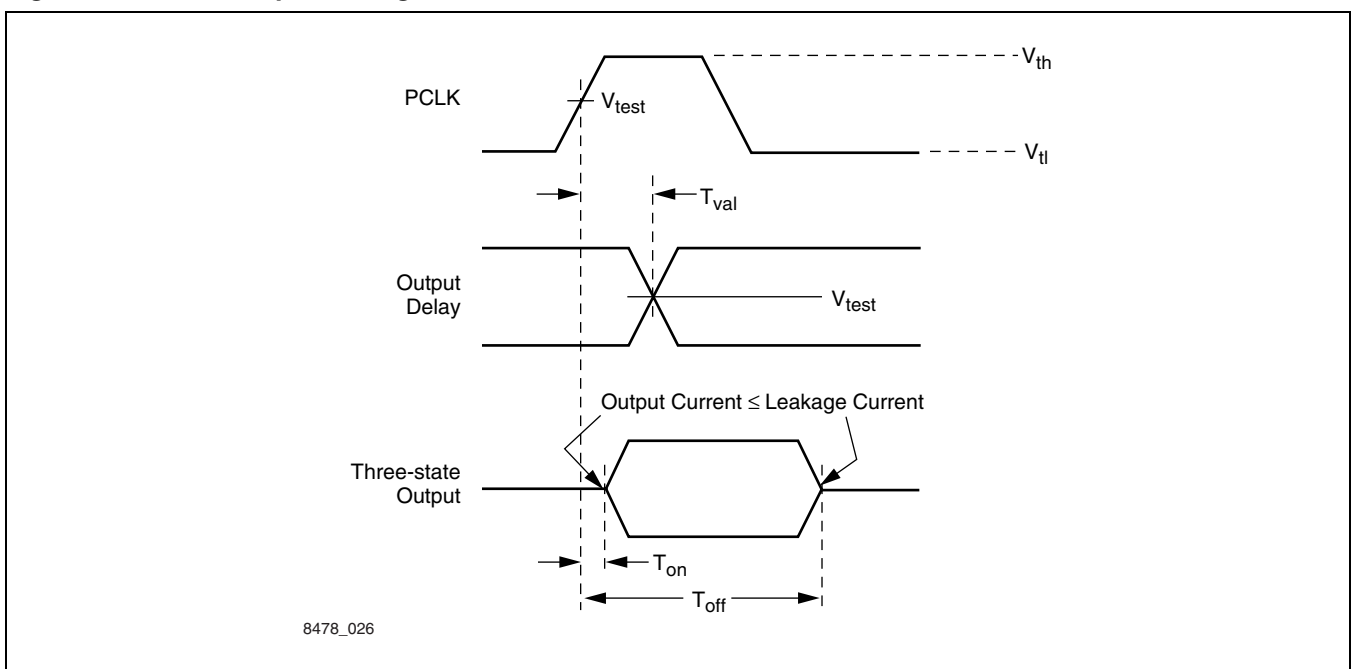 PCLK
V_test
V_th
V_tl
T_val
Output
Delay
V_test
Output Current ≤ Leakage Current
Three-state
Output
T_on
T_off
8478_026